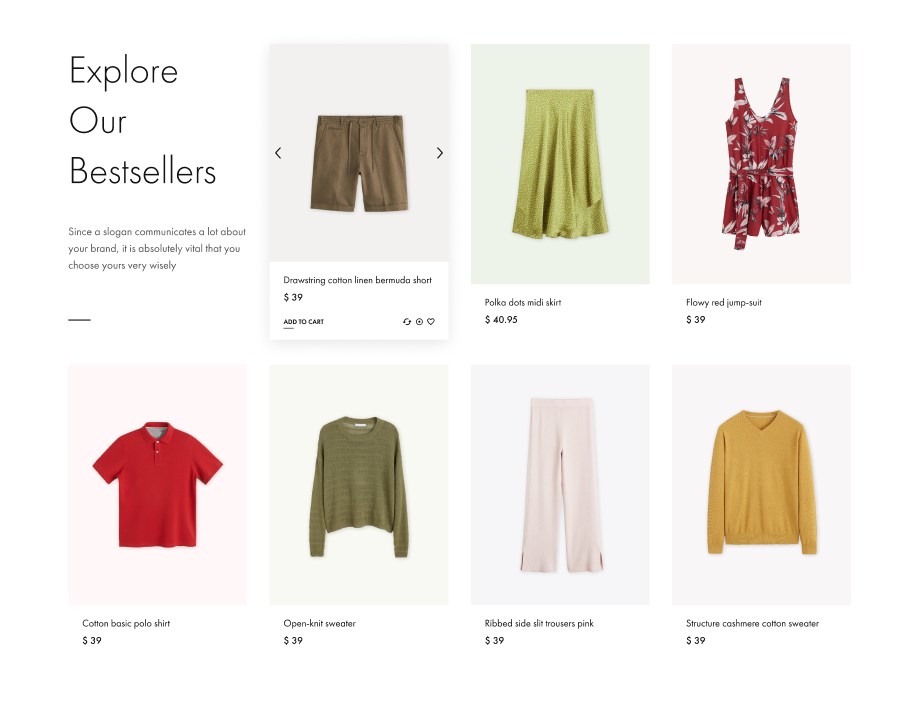 Explore
Our
Bestsellers
Since a slogan communicates a lot about
your brand, it is absolutely vital that you
choose yours very wisely
Drawstring cotton linen bermuda short
$ 39
ADD TO CART
Polka dots midi skirt
$ 40.95
Flowy red jump-suit
$ 39
Cotton basic polo shirt
$ 39
Open-knit sweater
$ 39
Ribbed side slit trousers pink
$ 39
Structure cashmere cotton sweater
$ 39